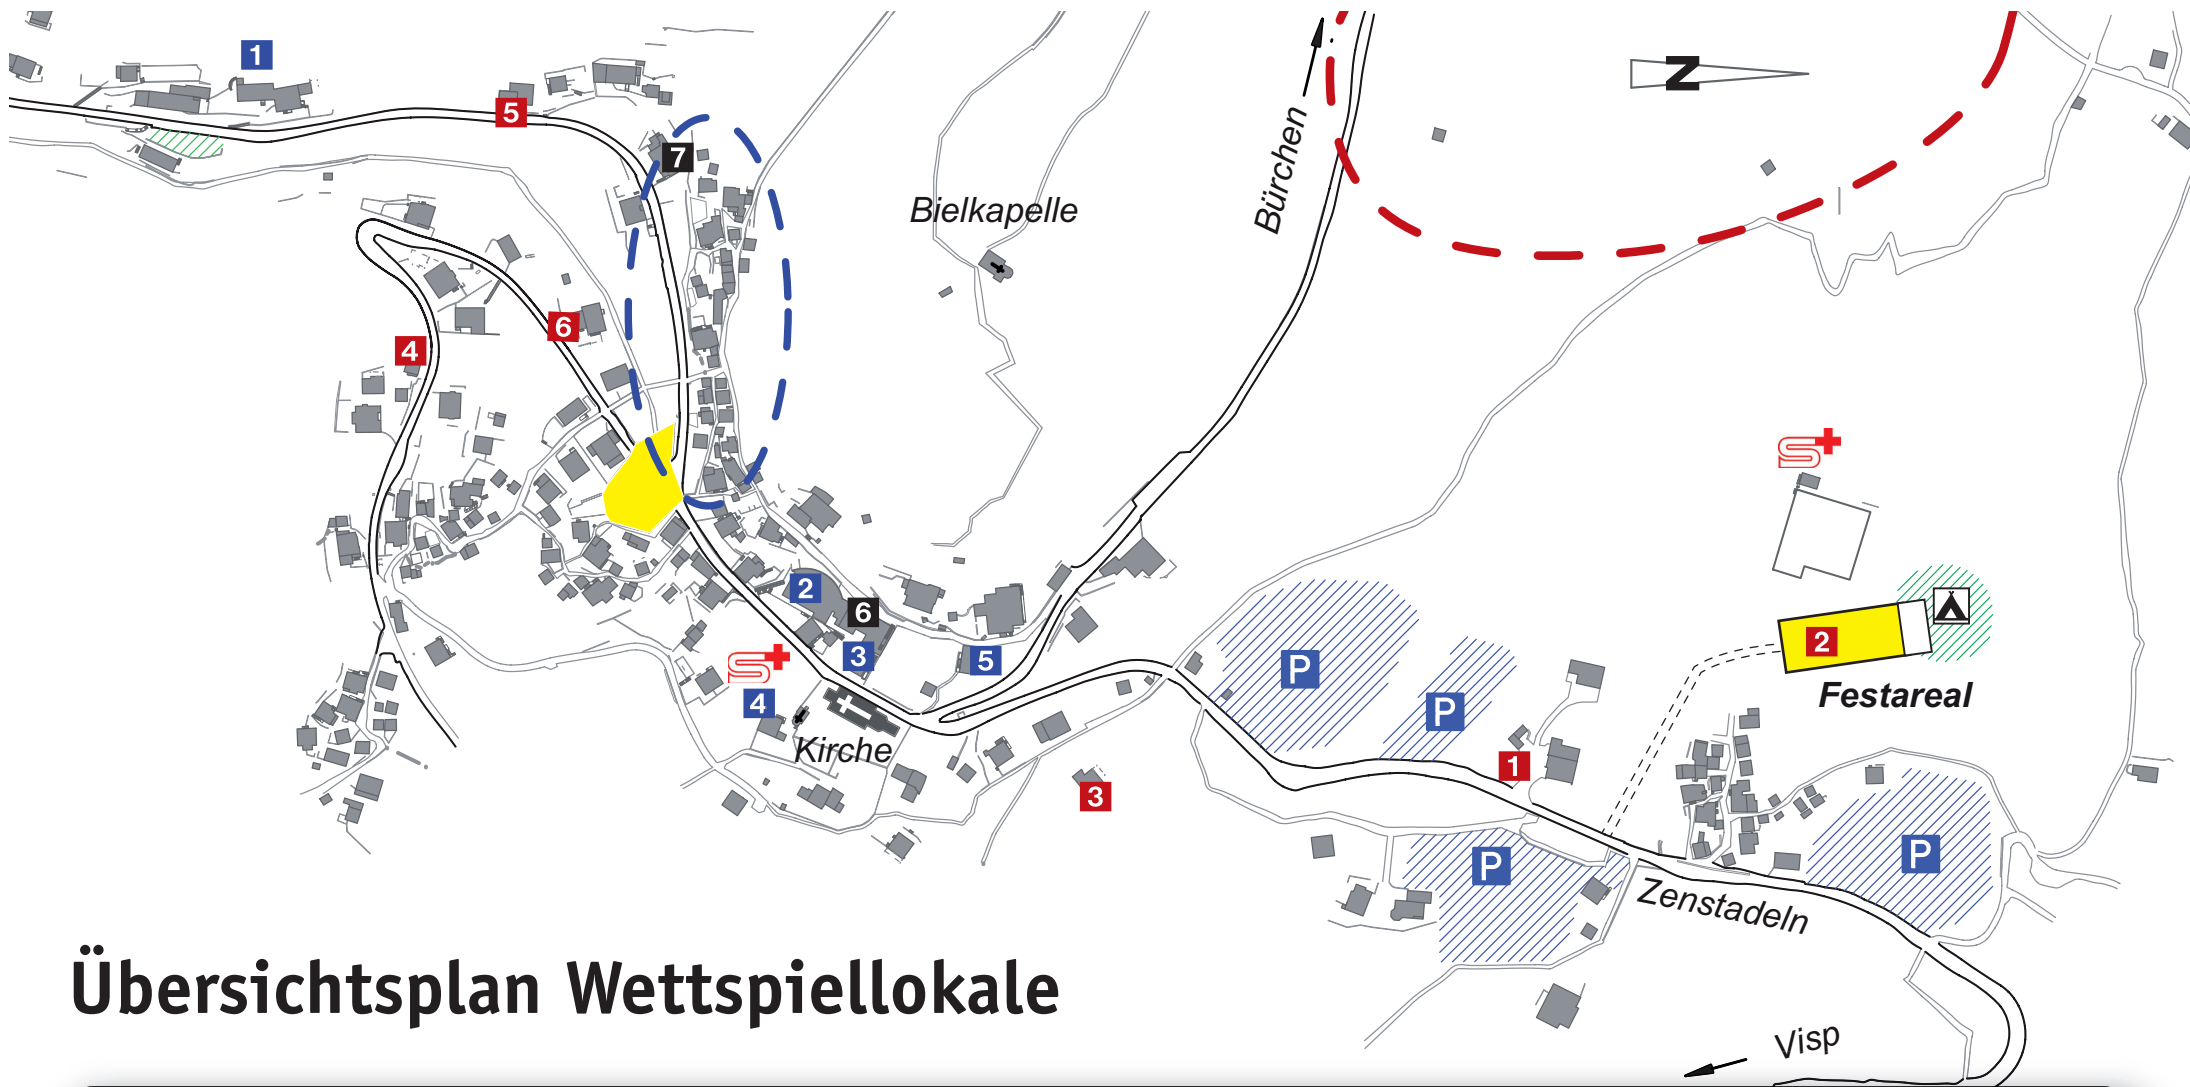 1
5
N
7
Bürchen
Bielkapelle
6
4
S+
2
6
3
5
S+
4
P
P
2
Festareal
Kirche
1
3
P
P
Zenstadeln
Übersichtsplan Wettspiellokale
Visp